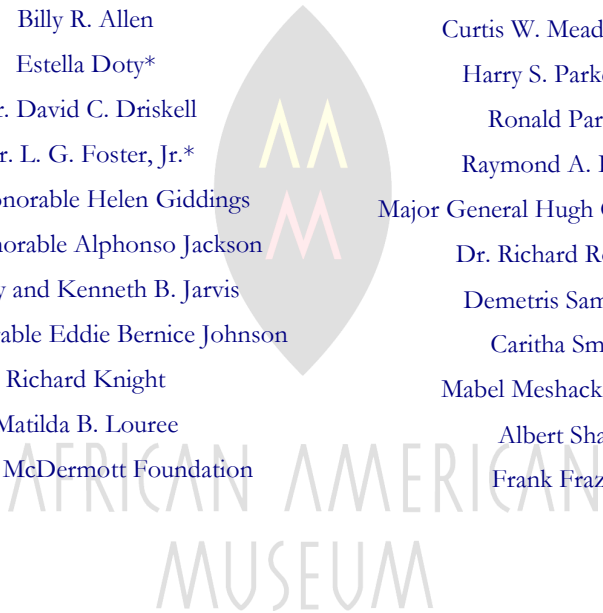 Billy R. Allen
Estella Doty*
r. David C. Driskell
r. L. G. Foster, Jr.*
onorable Helen Giddings
norable Alphonso Jackson
y and Kenneth B. Jarvis
rable Eddie Bernice Johnson
Richard Knight
Matilda B. Louree
McDermott Foundation
Curtis W. Mead
Harry S. Park
Ronald Par
Raymond A.
Major General Hugh
Dr. Richard R
Demetris Sam
Caritha Sm
Mabel Meshack
Albert Sha
Frank Fraz
AFRICAN AMERICAN
MUSEUM